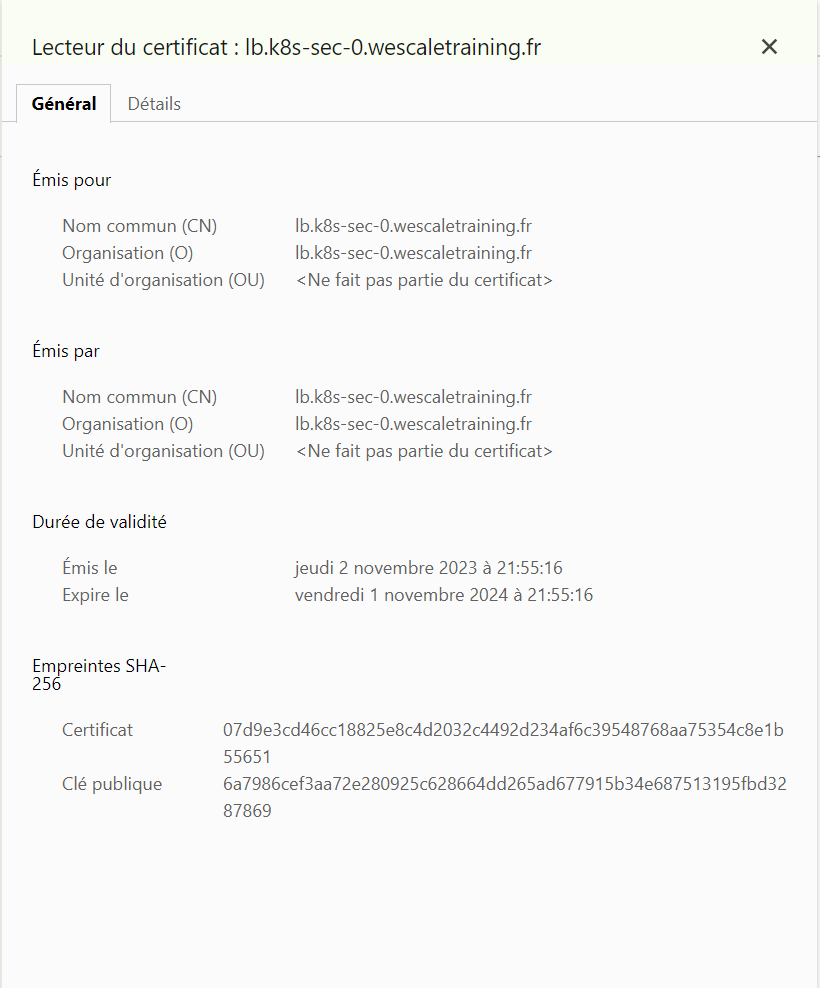 Lecteur du certificat : lb.k8s-sec-0.wescaletraining.fr
Général Détails
Émis pour
Nom commun (CN) lb.k8s-sec-0.wescaletraining.fr
Organisation (O) lb.k8s-sec-0.wescaletraining.fr
Unité d'organisation (OU) <Ne fait pas partie du certificat>
Émis par
Nom commun (CN) lb.k8s-sec-0.wescaletraining.fr
Organisation (O) lb.k8s-sec-0.wescaletraining.fr
Unité d'organisation (OU) <Ne fait pas partie du certificat>
Durée de validité
Émis le jeudi 2 novembre 2023 à 21:55:16
Expire le vendredi 1 novembre 2024 à 21:55:16
Empreintes SHA-
256
Certificat 07d9e3cd46cc18825e8c4d2032c4492d234af6c39548768aa75354c8e1b
55651
Clé publique 6a7986cef3aa72e280925c628664dd265ad677915b34e687513195fbd32
87869